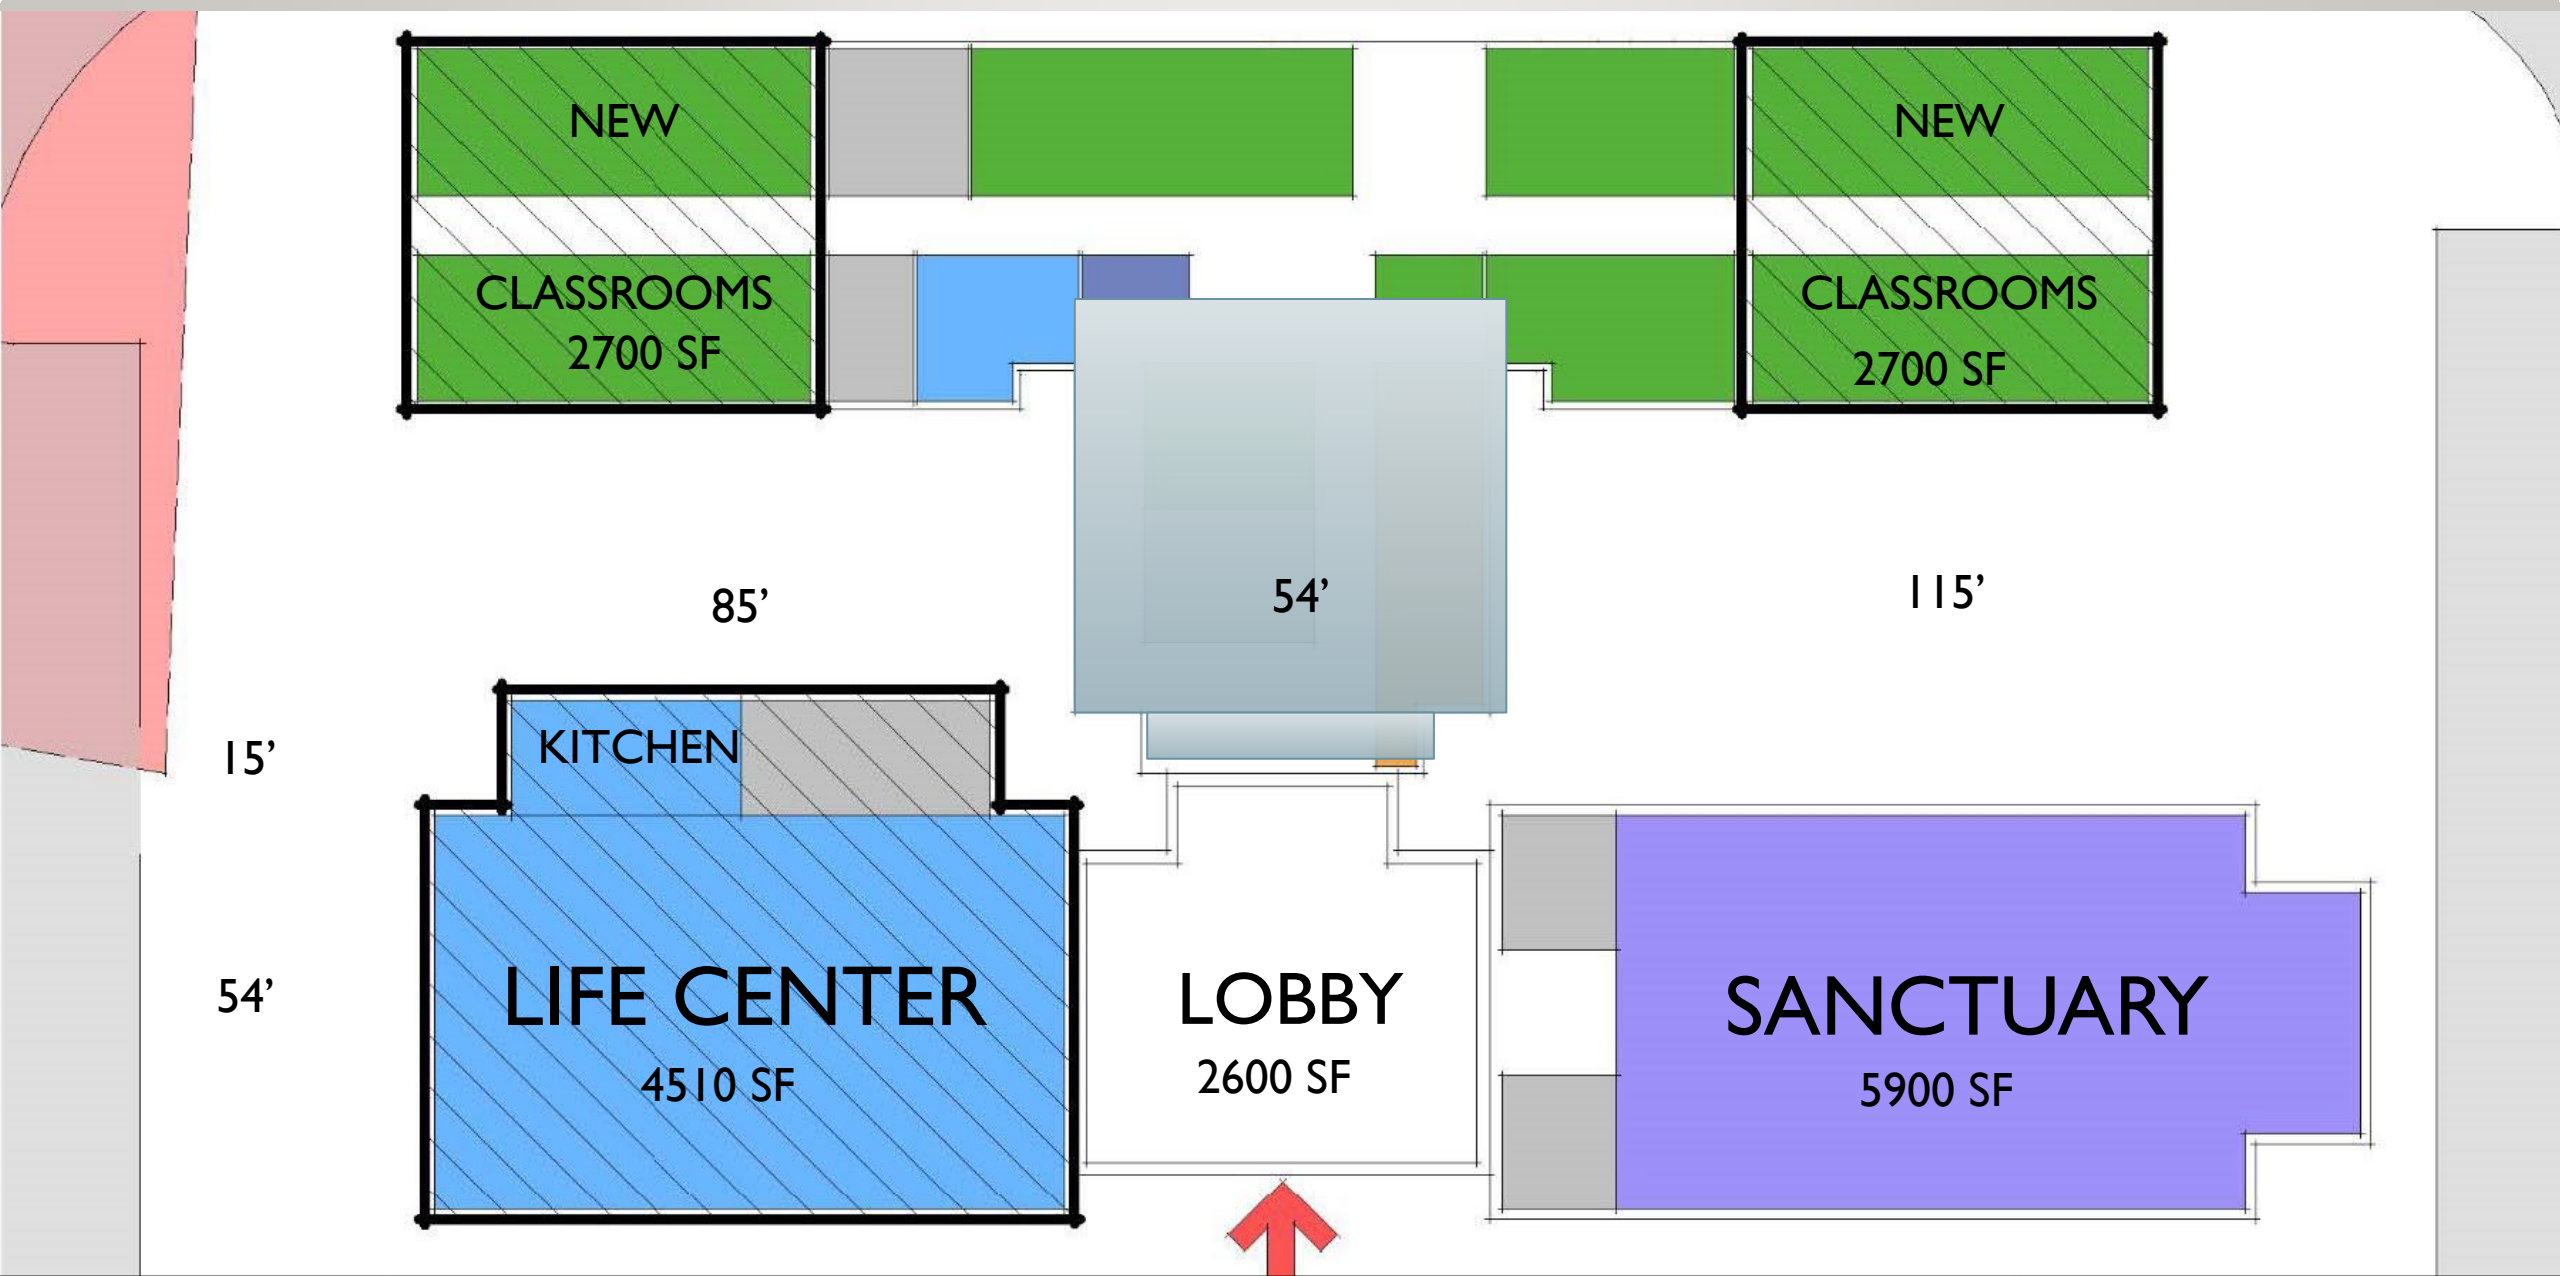 NEW
CLASSROOMS
2700 SF
NEW
CLASSROOMS
2700 SF
85’
54’
115’
15’
KITCHEN
54’
LIFE CENTER
4510 SF
LOBBY
2600 SF
SANCTUARY
5900 SF